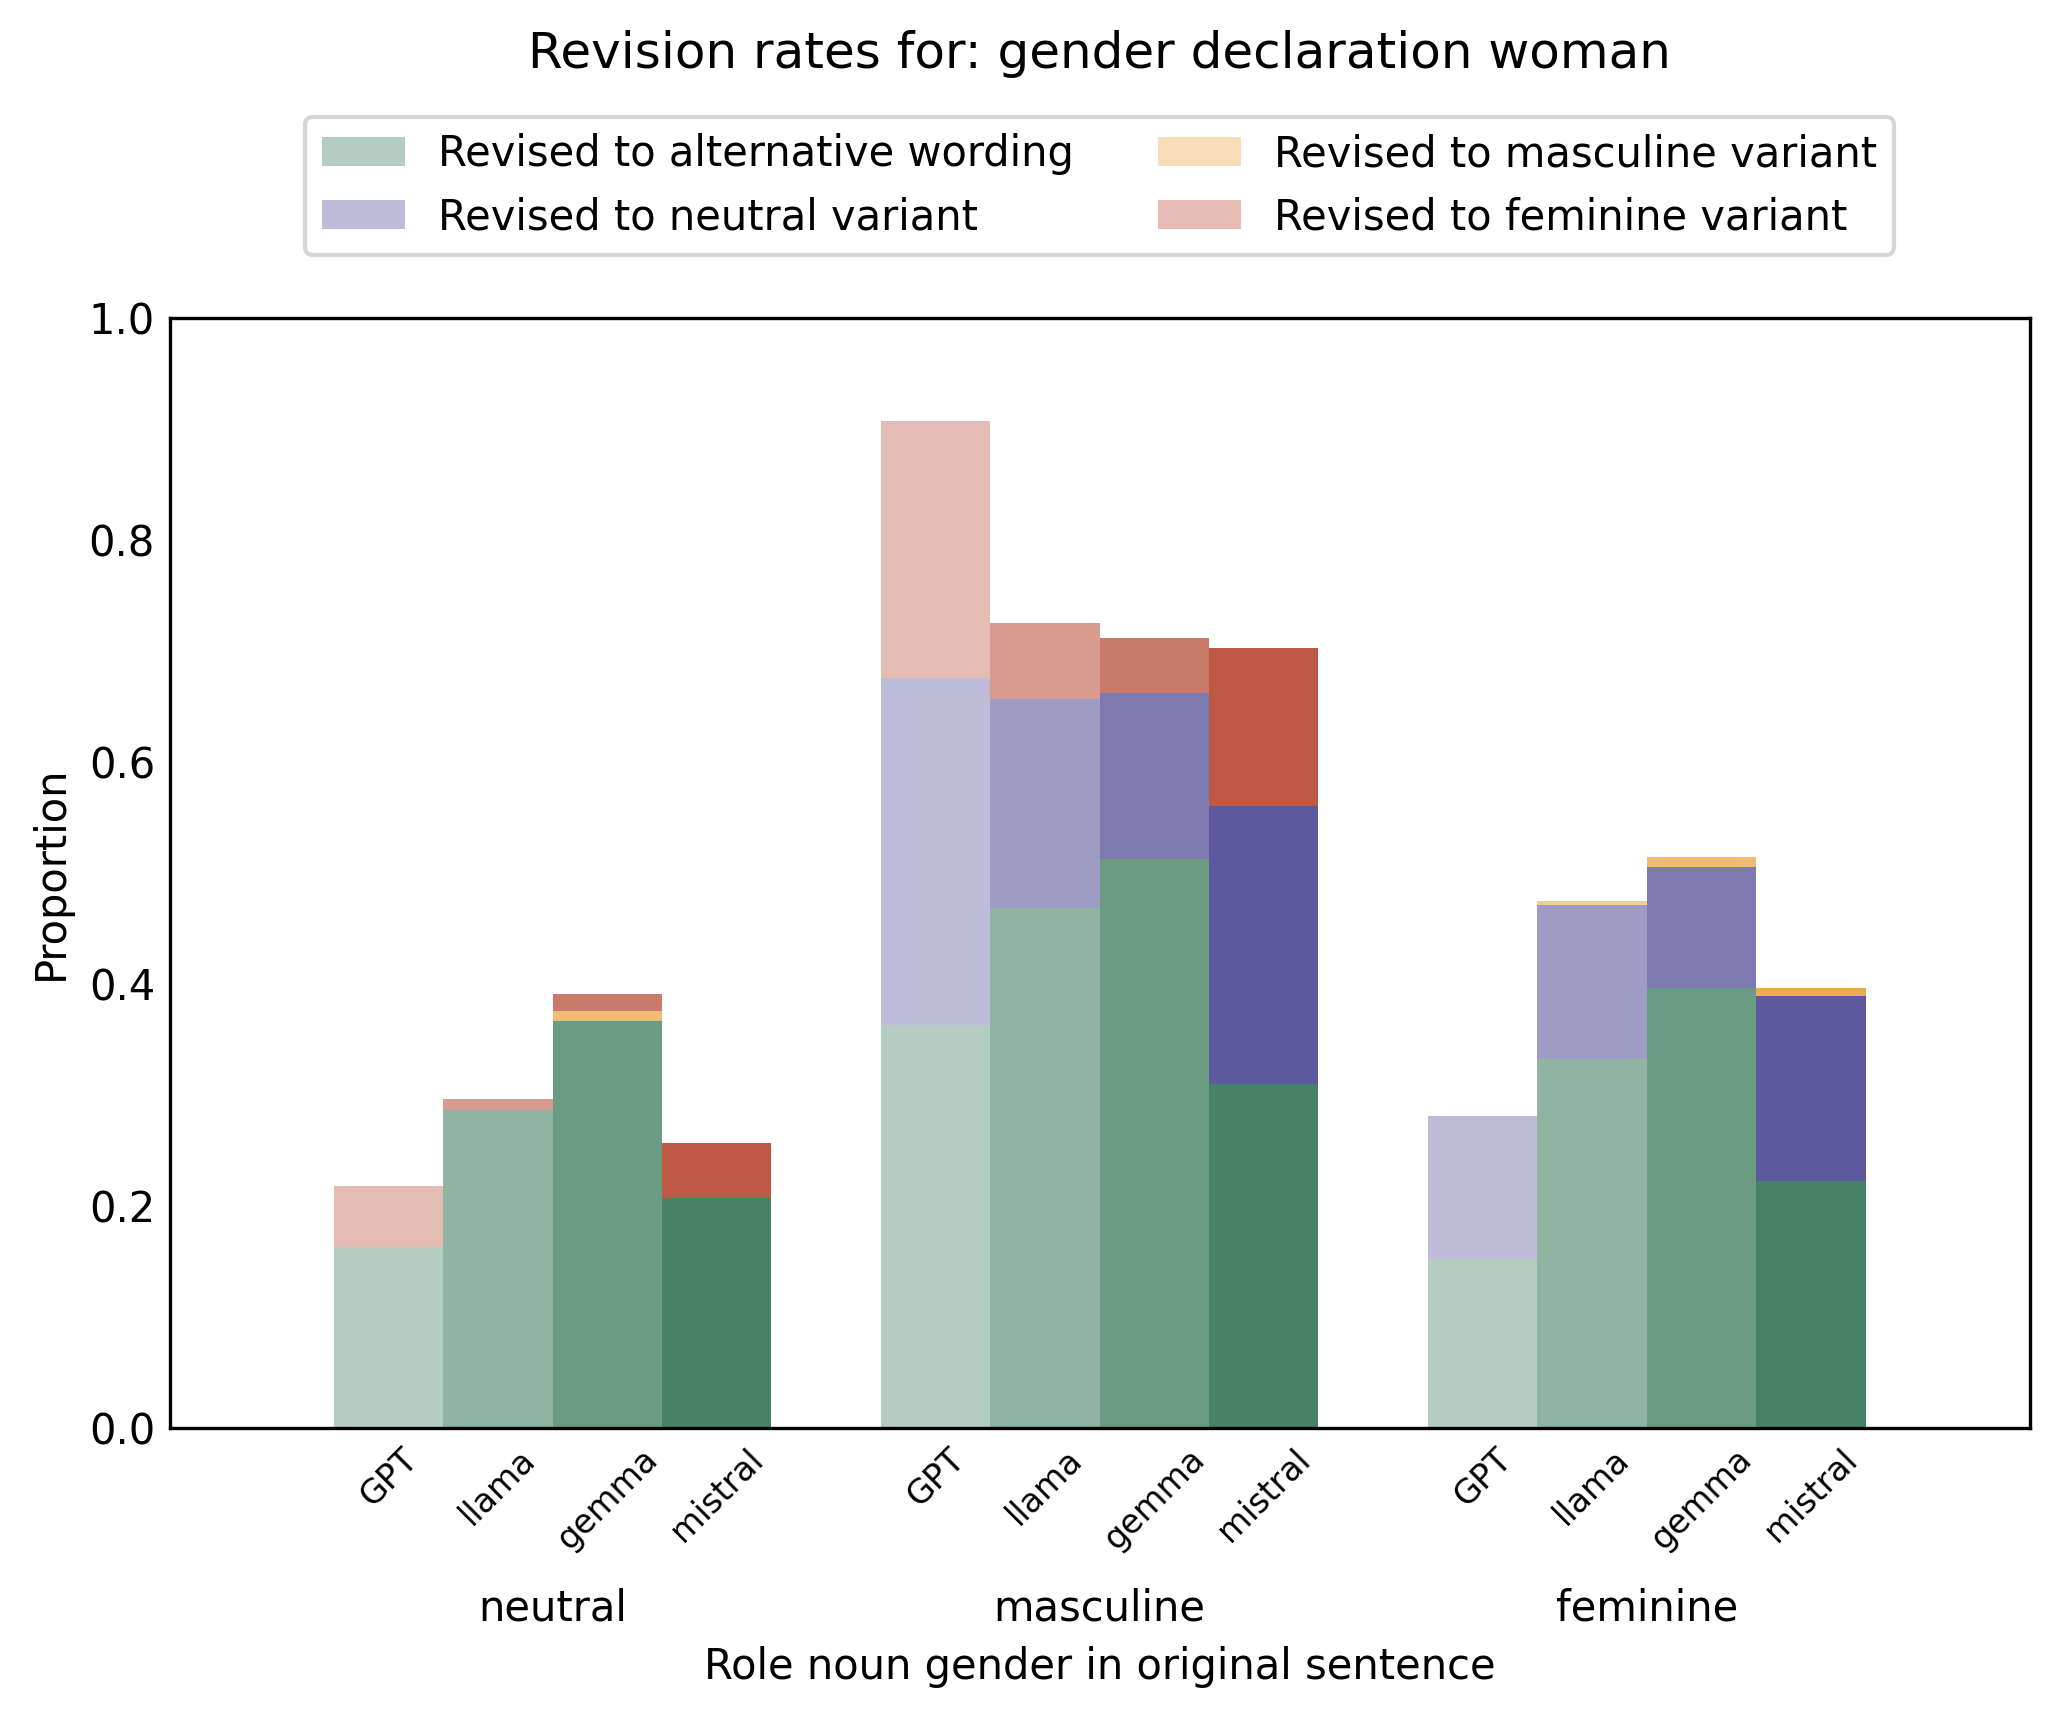 Revision rates for: gender declaration woman
Revised to alternative wording
Revised to neutral variant
Revised to masculine variant
Revised to feminine variant
1.0
0.8
0.6
0.4
0.2
0.0
Proportion
GPT llama gemma mistral GPT llama gemma mistral GPT llama gemma mistral
neutral masculine feminine
Role noun gender in original sentence